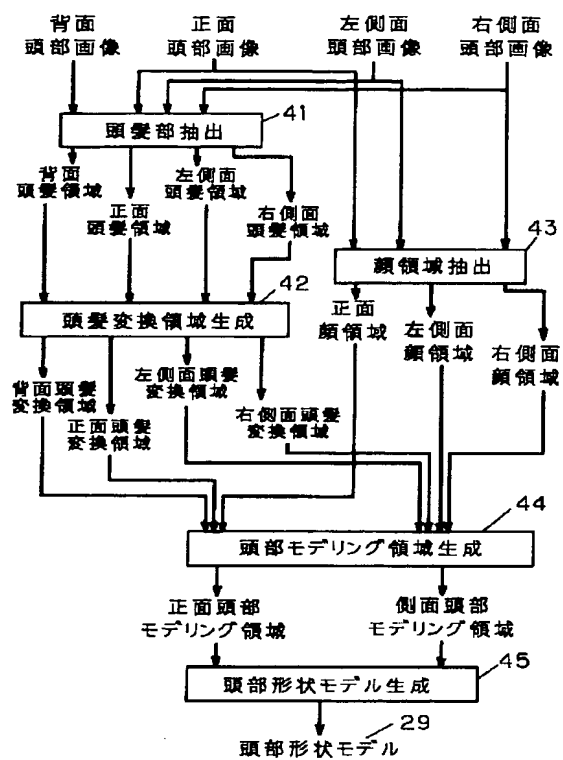 背面
頭部画像
正面
頭部画像
左側面
頭部画像
右側面
頭部画像
41
頭髪部抽出
背面
頭髪領域
正面
頭髪領域
左側面
頭髪領域
右側面
頭髪領域
43
顔領域抽出
42
頭髪変換領域生成
正面
顔領域
左側面
顔領域
右側面
顔領域
背面頭髪
変換領域
正面頭髪
変換領域
左側面頭髪
変換領域
右側面頭髪
変換領域
44
頭部モデリング領域生成
正面頭部
モデリング領域
側面頭部
モデリング領域
45
頭部形状モデル生成
29
頭部形状モデル